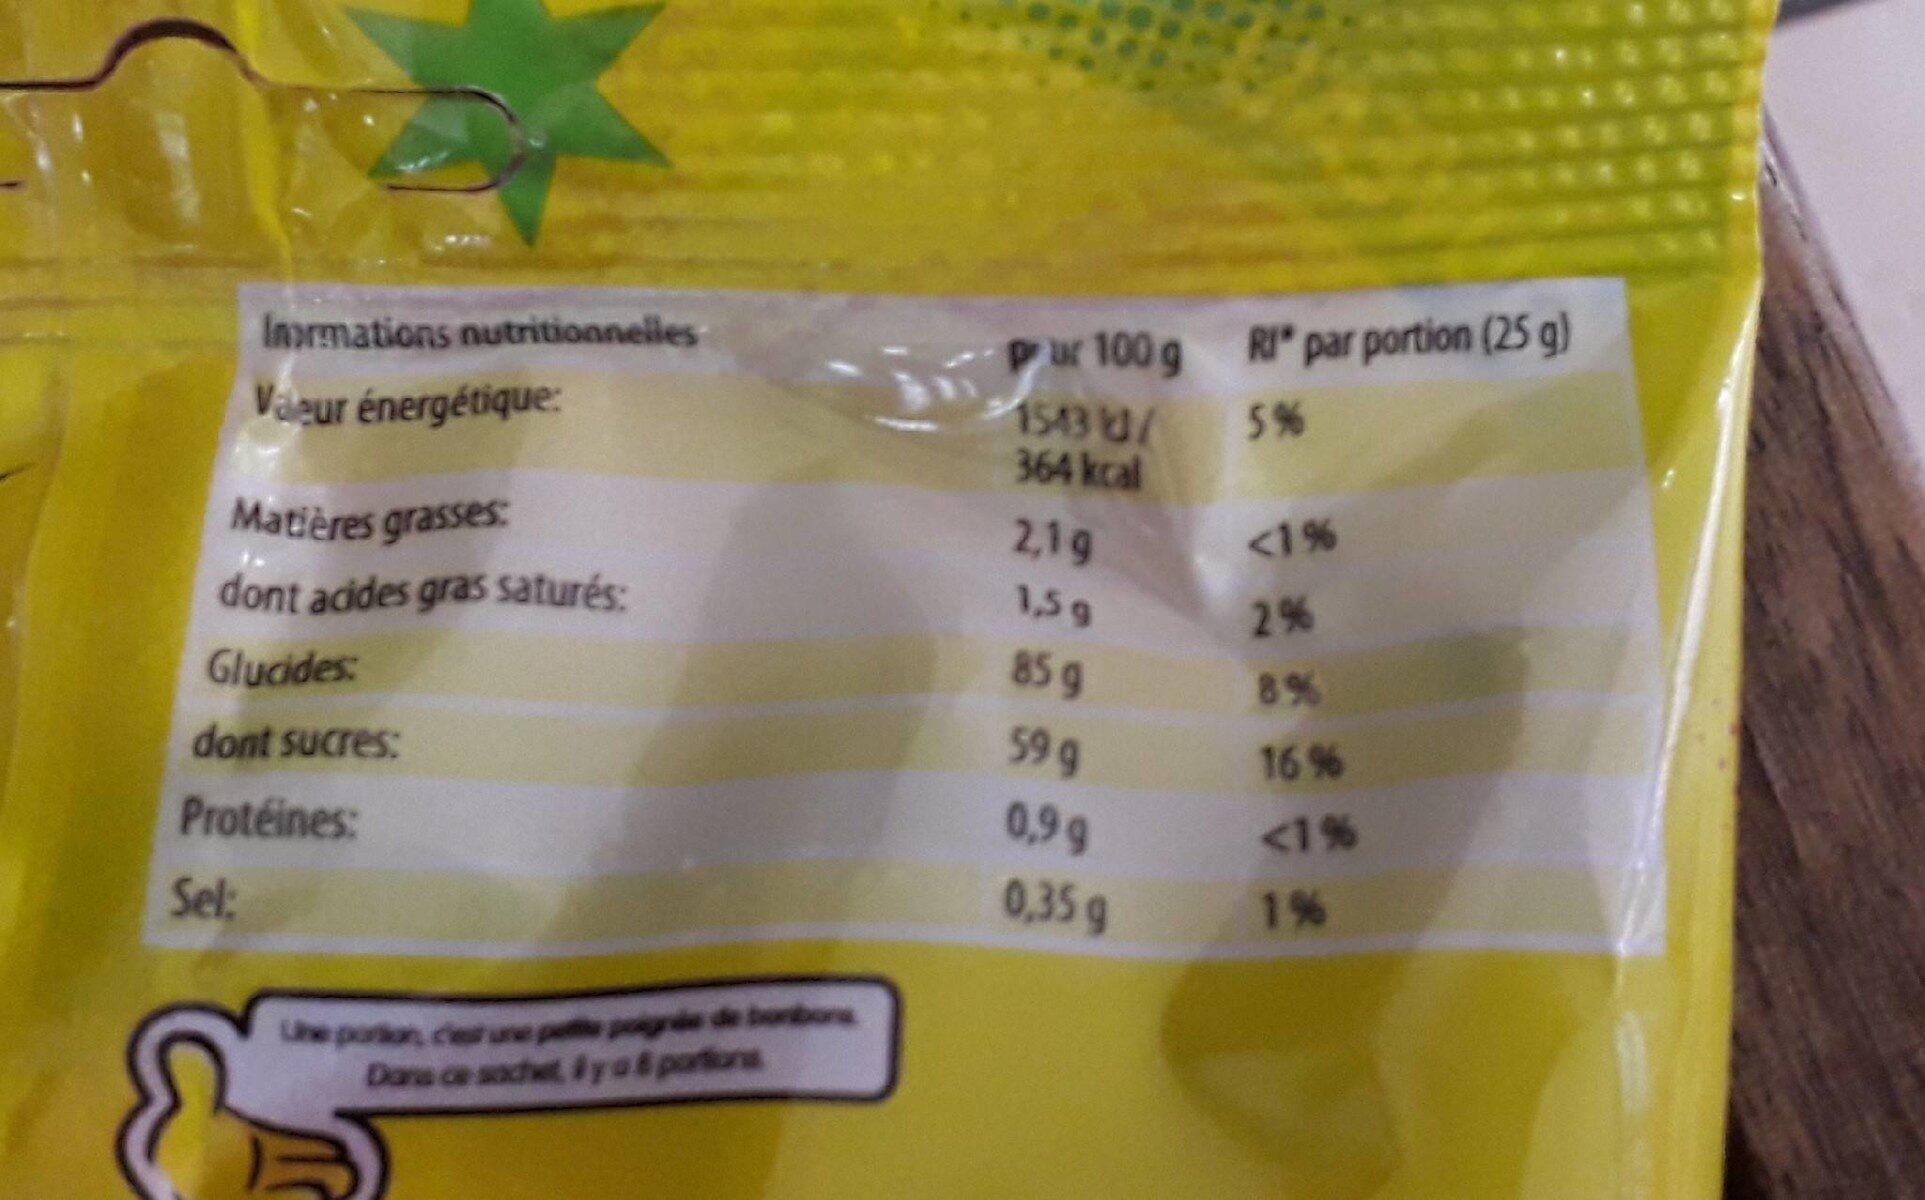 Informations nutritionnelles pour 100 g RI* par portion (25 g)
Valeur énergétique: 1543 kJ / 5 %
364 kcal
Matières grasses: 2,1 g <1 %
dont acides gras saturés: 1,5 g 2 %
Glucides: 85 g 8 %
dont sucres: 59 g 16 %
Protéines: 0,9 g <1 %
Sel: 0,35 g 1 %
Une portion, c'est une petite poignée de bonbons.
Dans ce sachet, il y a portions.